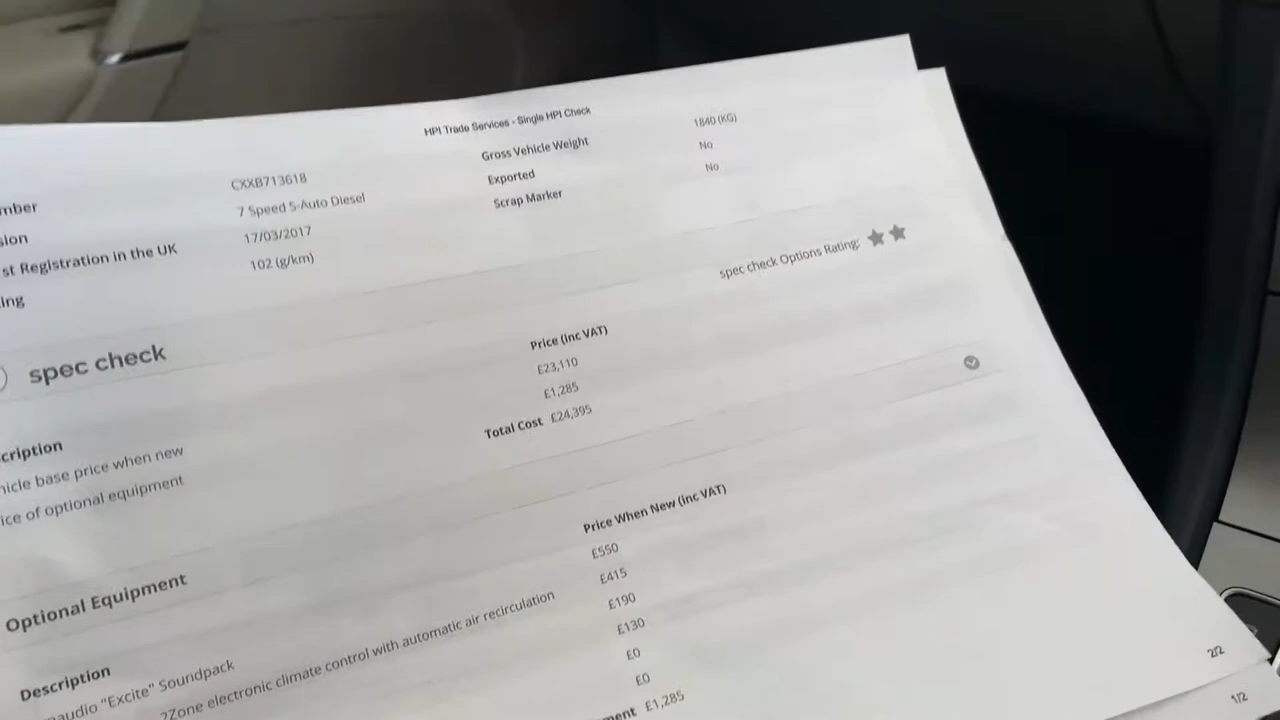 HPI Trade Services - Single HPI Check
mber CXXB713618 Gross Vehicle Weight 1840 (KG)
sion 7 Speed S-Auto Diesel Exported No
st Registration in the UK 17/03/2017 Scrap Marker No
ing 102 (g/km)
spec check
spec check Options Rating:
cription Price (inc VAT)
hicle base price when new £23,110
ice of optional equipment £1,285
Total Cost £24,395
Optional Equipment
Description Price When New (inc VAT)
audio "Excite" Soundpack £550
2Zone electronic climate control with automatic air recirculation £415
£190
£130
£0
£0
ment £1,285
2/2
1/2